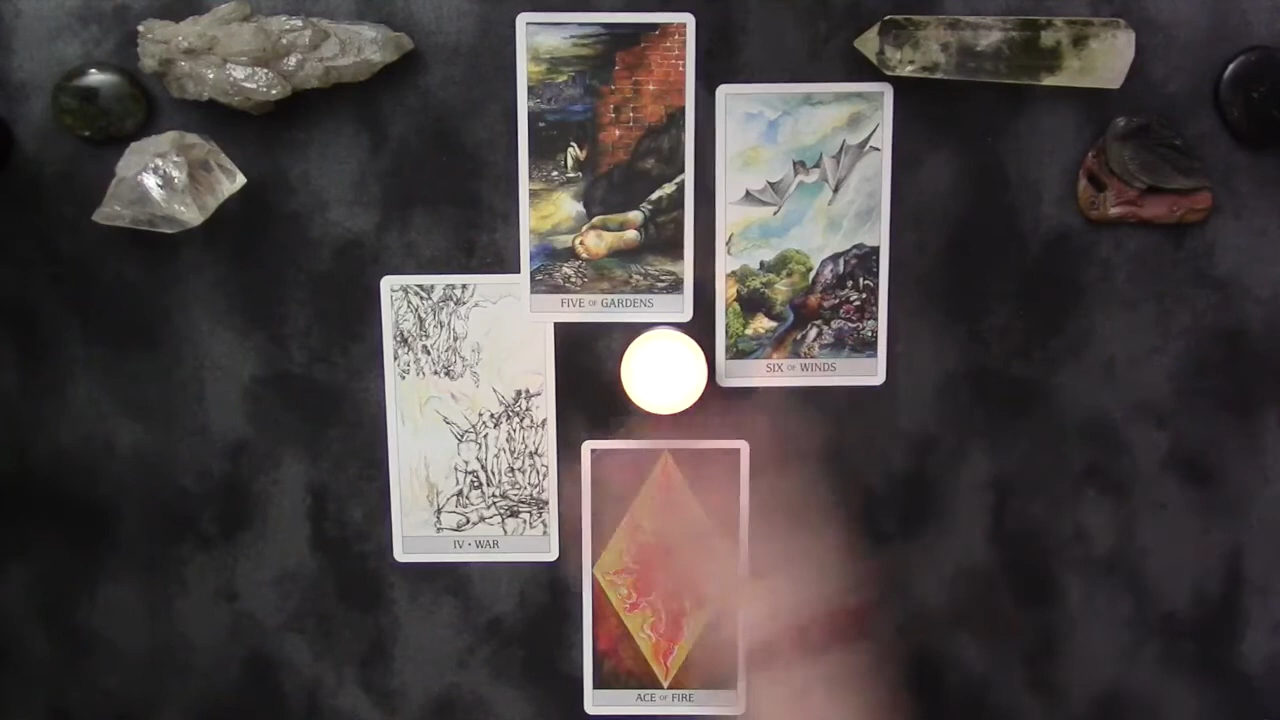 FIVE OF GARDENS
SIX OF WINDS
IV • WAR
ACE OF FIRE